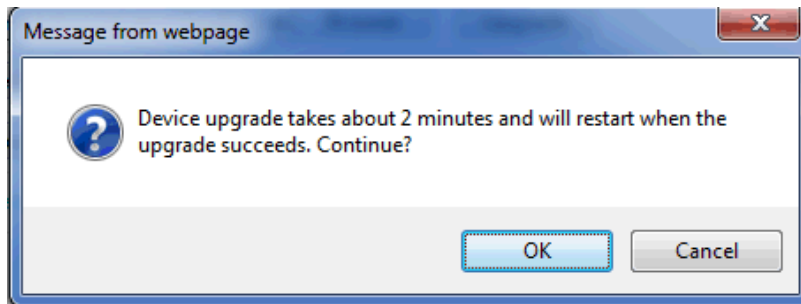 Message from webpage
Device upgrade takes about 2 minutes and will restart when the
upgrade succeeds. Continue?
OK
Cancel